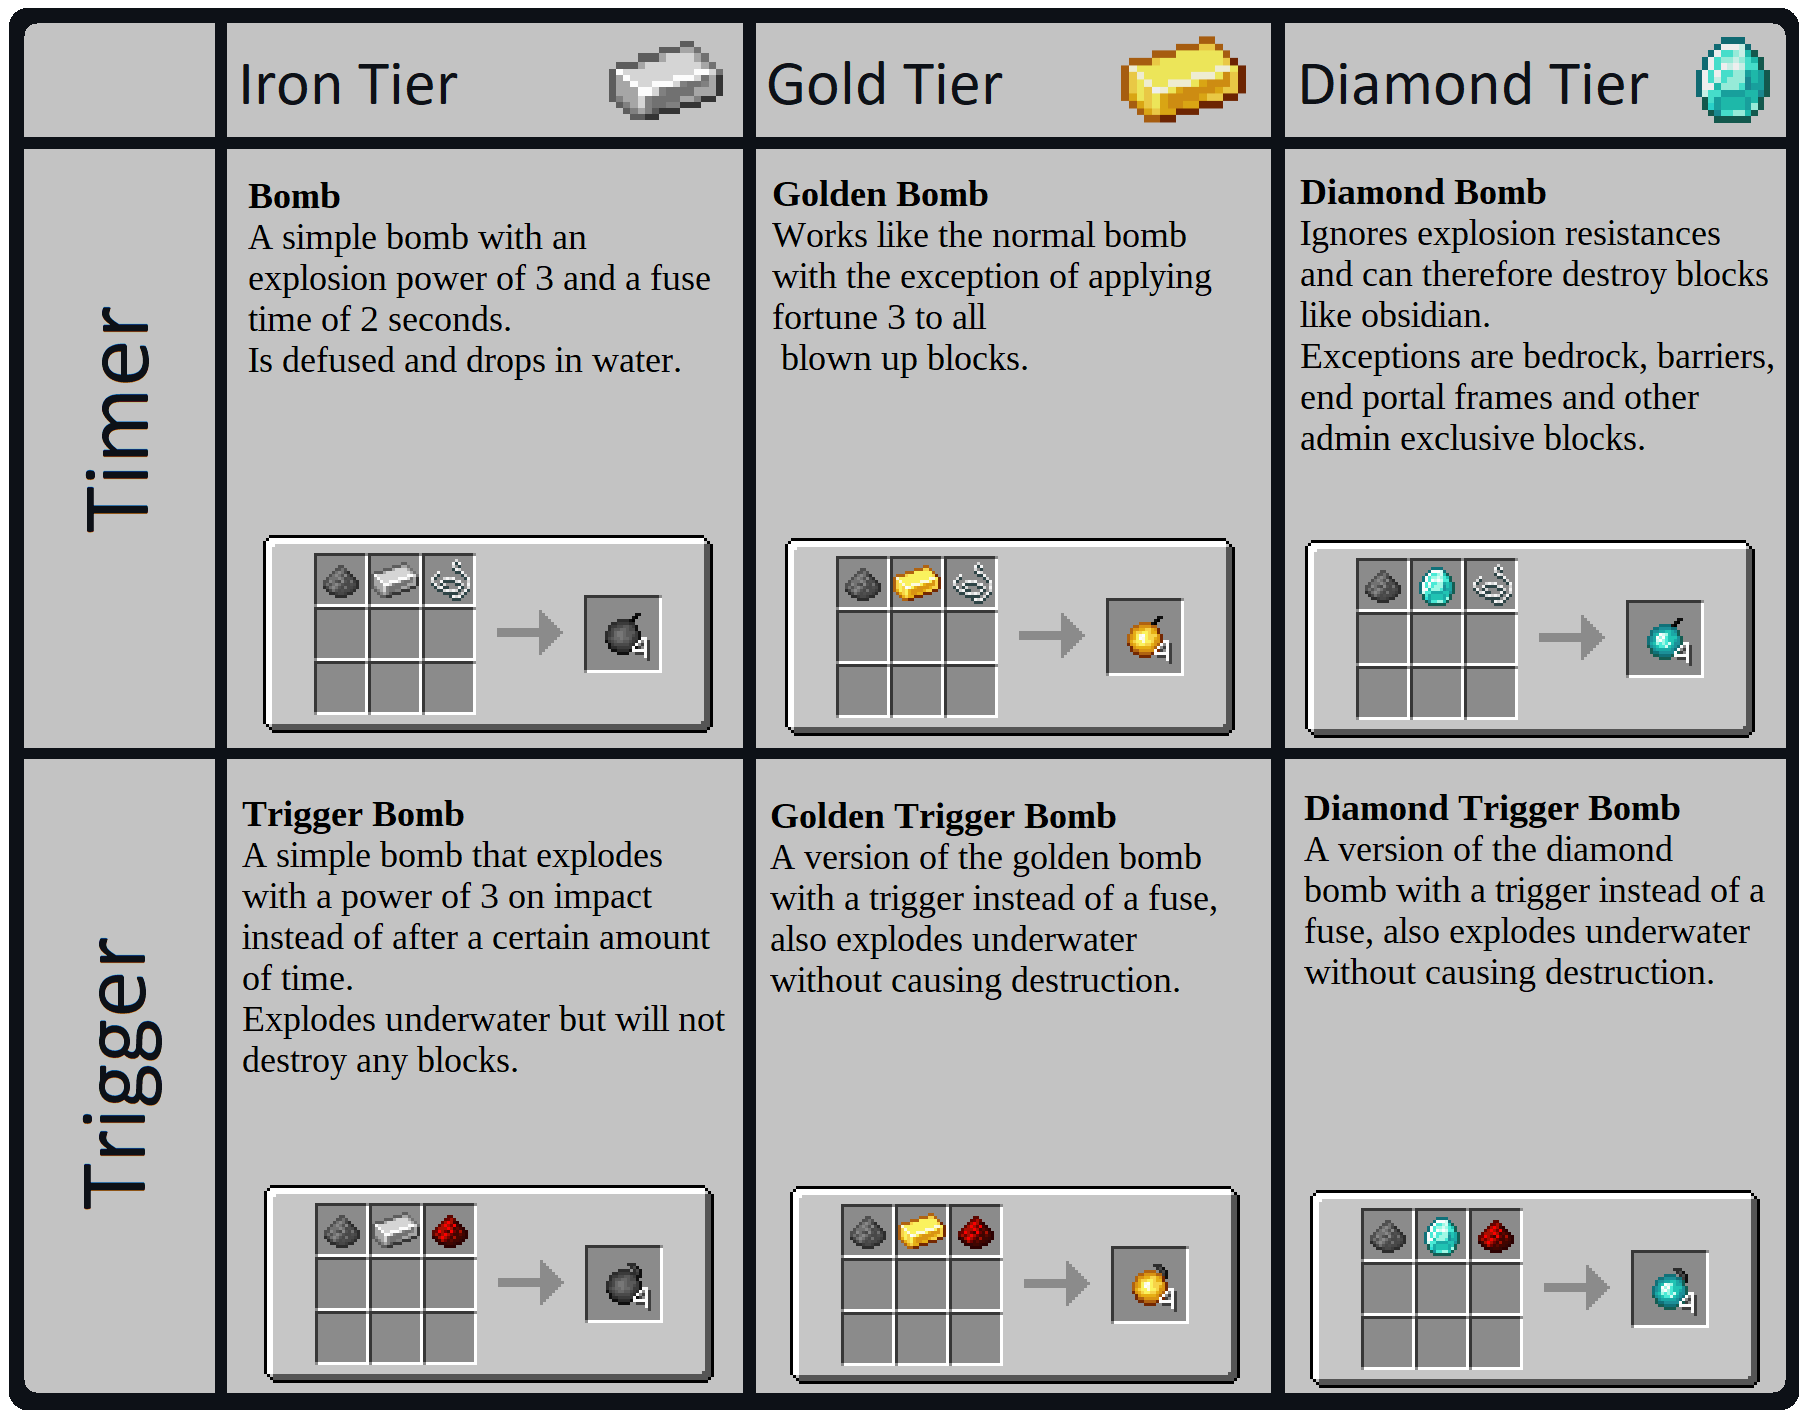 Iron Tier
Gold Tier
Diamond Tier
Timer
Bomb
A simple bomb with an
explosion power of 3 and a fuse
time of 2 seconds.
Is defused and drops in water.
4
Golden Bomb
Works like the normal bomb
with the exception of applying
fortune 3 to all
blown up blocks.
4
Diamond Bomb
Ignores explosion resistances
and can therefore destroy blocks
like obsidian.
Exceptions are bedrock, barriers,
end portal frames and other
admin exclusive blocks.
4
Trigger
Trigger Bomb
A simple bomb that explodes
with a power of 3 on impact
instead of after a certain amount
of time.
Explodes underwater but will not
destroy any blocks.
4
Golden Trigger Bomb
A version of the golden bomb
with a trigger instead of a fuse,
also explodes underwater
without causing destruction.
4
Diamond Trigger Bomb
A version of the diamond
bomb with a trigger instead of a
fuse, also explodes underwater
without causing destruction.
4